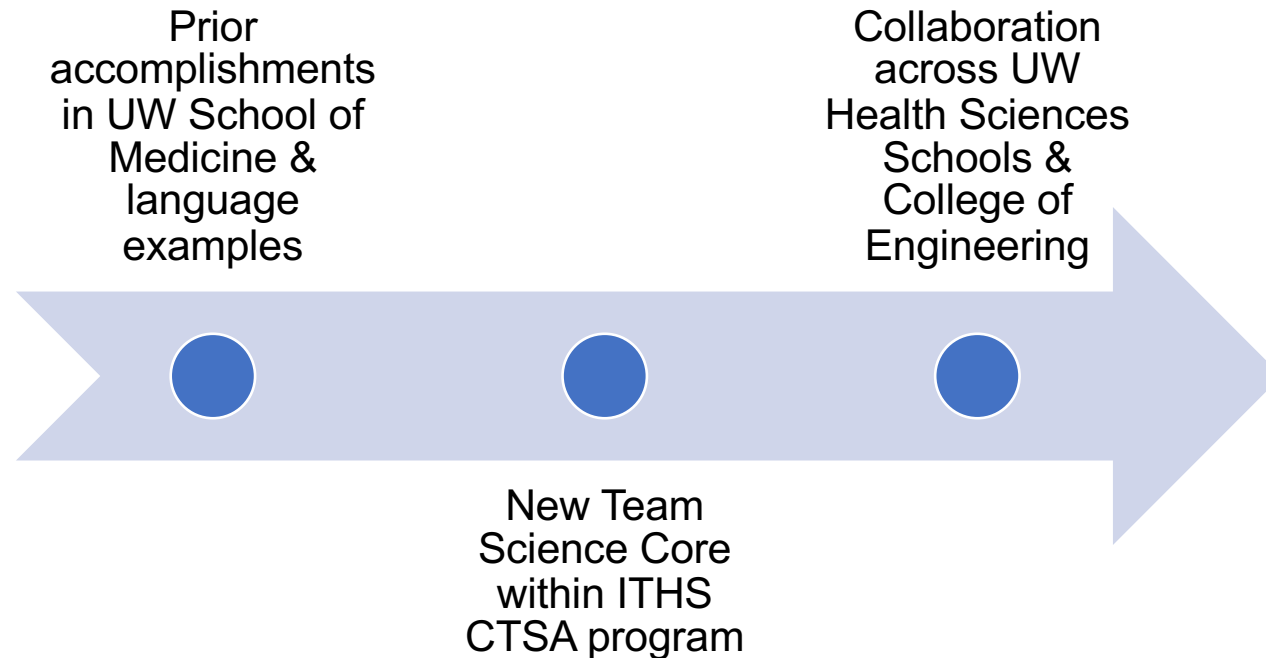 Prior
accomplishments
in UW School of
Medicine &
language
examples
New Team
Science Core
within ITHS
CTSA program
Collaboration
across UW
Health Sciences
Schools &
College of
Engineering